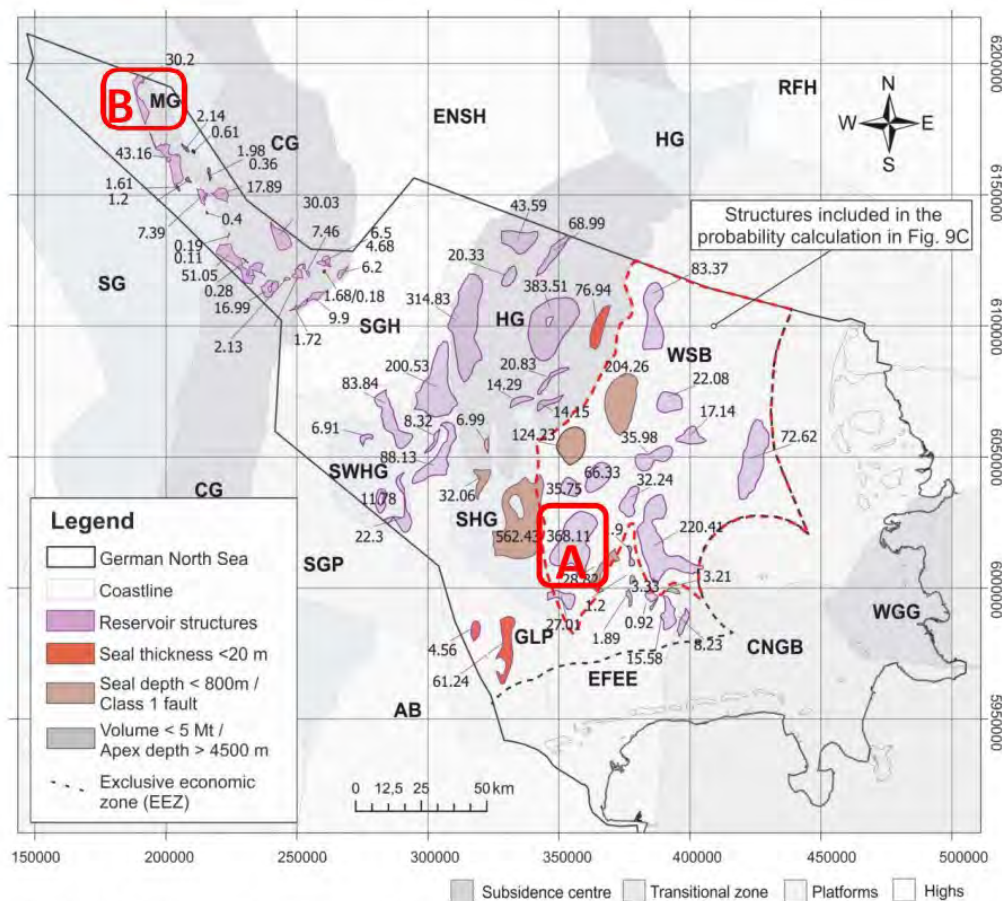 30.2
B
MG
2.14
0.61
43.16
CG
1.98
0.36
1.61
1.2
17.89
7.39
0.4
30.03
0.19
0.11
7.46
6.5
4.68
51.05
0.28
6.2
16.99
1.68/0.18
9.9
2.13
1.72
SG
SGH
ENSH
HG
RFH
N
W
E
S
43.59
68.99
Structures included in the
probability calculation in Fig. 9C
20.33
383.51
76.94
83.37
314.83
HG
WSB
200.53
20.83
204.26
83.84
14.29
22.08
6.91
8.32
6.99
14.15
17.14
124.23
35.98
72.62
88.13
66.33
SWHG
CG
11.78
32.06
35.75
32.24
22.3
SHG
562.43
368.11
.9
220.41
A
SGP
28.82
3.33
3.21
1.2
WGG
27.01
0.92
1.89
4.56
GLP
15.58
8.23
CNGB
61.24
EFEE
AB
Legend
German North Sea
Coastline
Reservoir structures
Seal thickness <20 m
Seal depth < 800m /
Class 1 fault
Volume < 5 Mt /
Apex depth > 4500 m
Exclusive economic
zone (EEZ)
0 12,5 25 50 km
6200000
6150000
6100000
6050000
6000000
5950000
150000 200000 250000 300000 350000 400000 450000 500000
Subsidence centre Transitional zone Platforms Highs